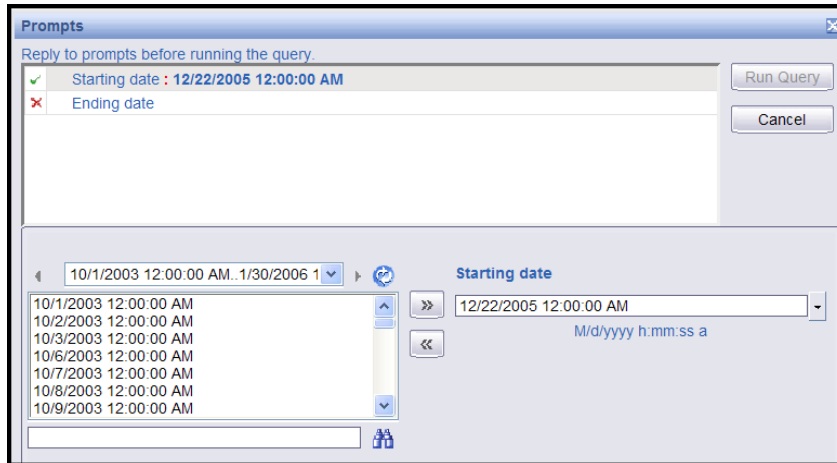 Prompts
Reply to prompts before running the query.
Starting date : 12/22/2005 12:00:00 AM
Ending date
Run Query
Cancel
10/1/2003 12:00:00 AM..1/30/2006 1
Starting date
10/1/2003 12:00:00 AM
10/2/2003 12:00:00 AM
10/3/2003 12:00:00 AM
10/6/2003 12:00:00 AM
10/7/2003 12:00:00 AM
10/8/2003 12:00:00 AM
10/9/2003 12:00:00 AM
12/22/2005 12:00:00 AM
M/d/yyyy h:mm:ss a